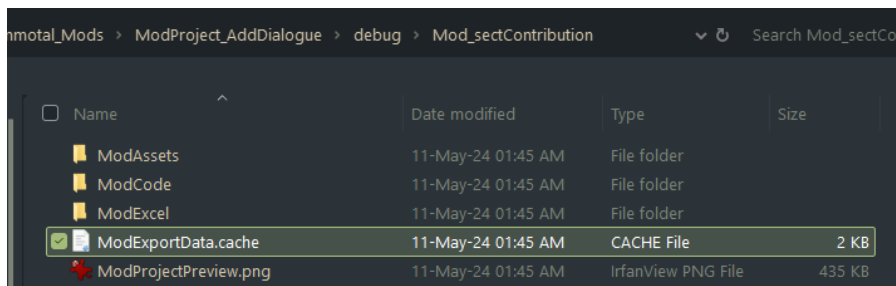 nmotal_Mods > ModProject_AddDialogue > debug > Mod_sectContribution Search Mod_sectCo
Name Date modified Type Size
ModAssets 11-May-24 01:45 AM File folder
ModCode 11-May-24 01:45 AM File folder
ModExcel 11-May-24 01:45 AM File folder
ModExportData.cache 11-May-24 01:45 AM CACHE File 2 KB
ModProjectPreview.png 11-May-24 01:45 AM IrfanView PNG File 435 KB